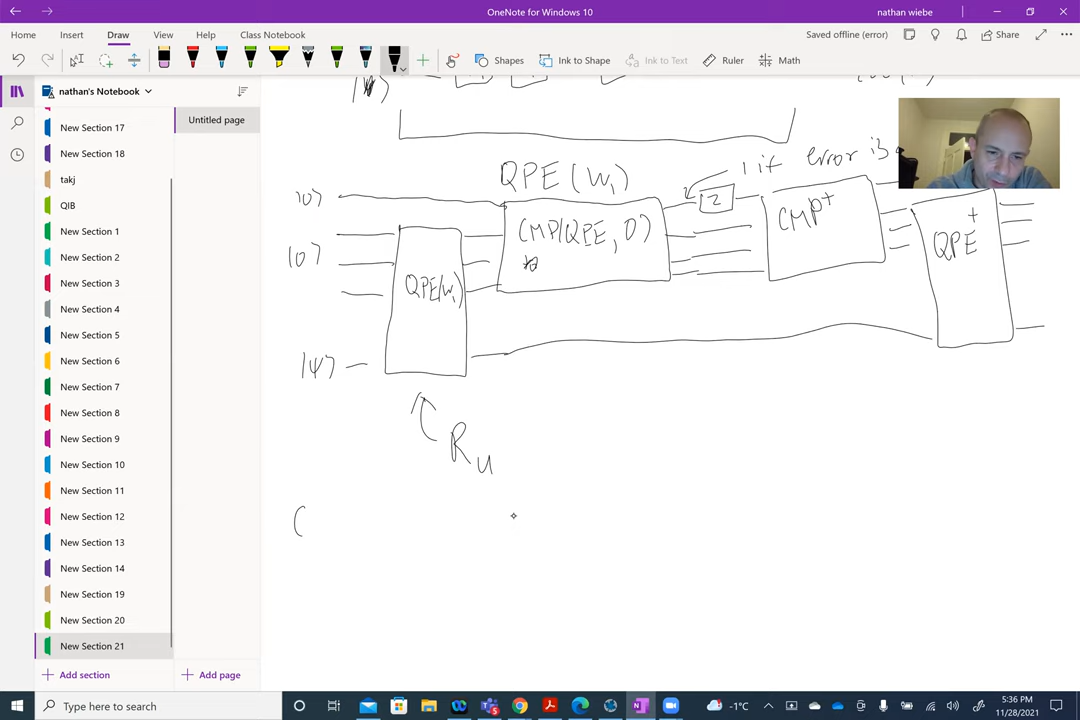 OneNote for Windows 10
nathan wiebe
Home Insert Draw View Help Class Notebook
Saved offline (error)
Share
Shapes
Ink to Shape
Ink to Text
Ruler
Math
nathan's Notebook
Untitled page
New Section 17
New Section 18
takj
QIB
New Section 1
New Section 2
New Section 3
New Section 4
New Section 5
New Section 6
New Section 7
New Section 8
New Section 9
New Section 10
New Section 11
New Section 12
New Section 13
New Section 14
New Section 19
New Section 20
New Section 21
Add section
Add page
QPE(W₁)
1 if error is
|0⟩
CMP(QPE, 0)
Z
CMP†
|0⟩
QPE(W₁)
QPE†
|ψ⟩
R_u
(
Type here to search
-1°C
5:36 PM
11/28/2021